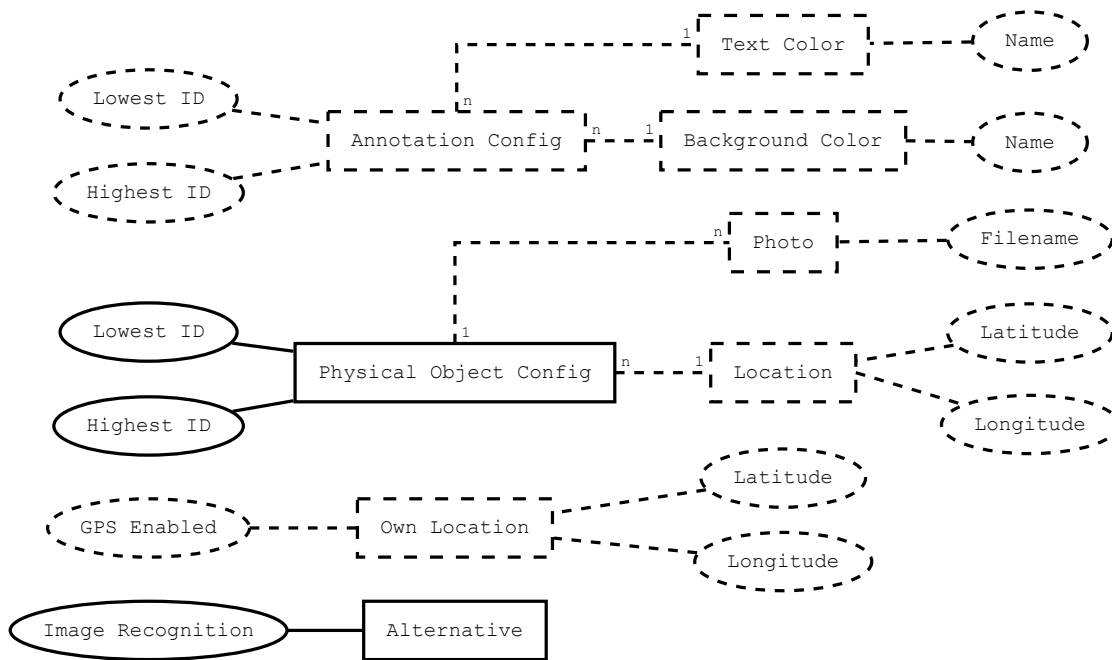 1
Text Color
Name
Lowest ID
n
Annotation Config
n
1
Background Color
Name
Highest ID
n
Photo
Filename
Lowest ID
1
Physical Object Config
n
1
Location
Latitude
Highest ID
Longitude
GPS Enabled
Own Location
Latitude
Longitude
Image Recognition
Alternative